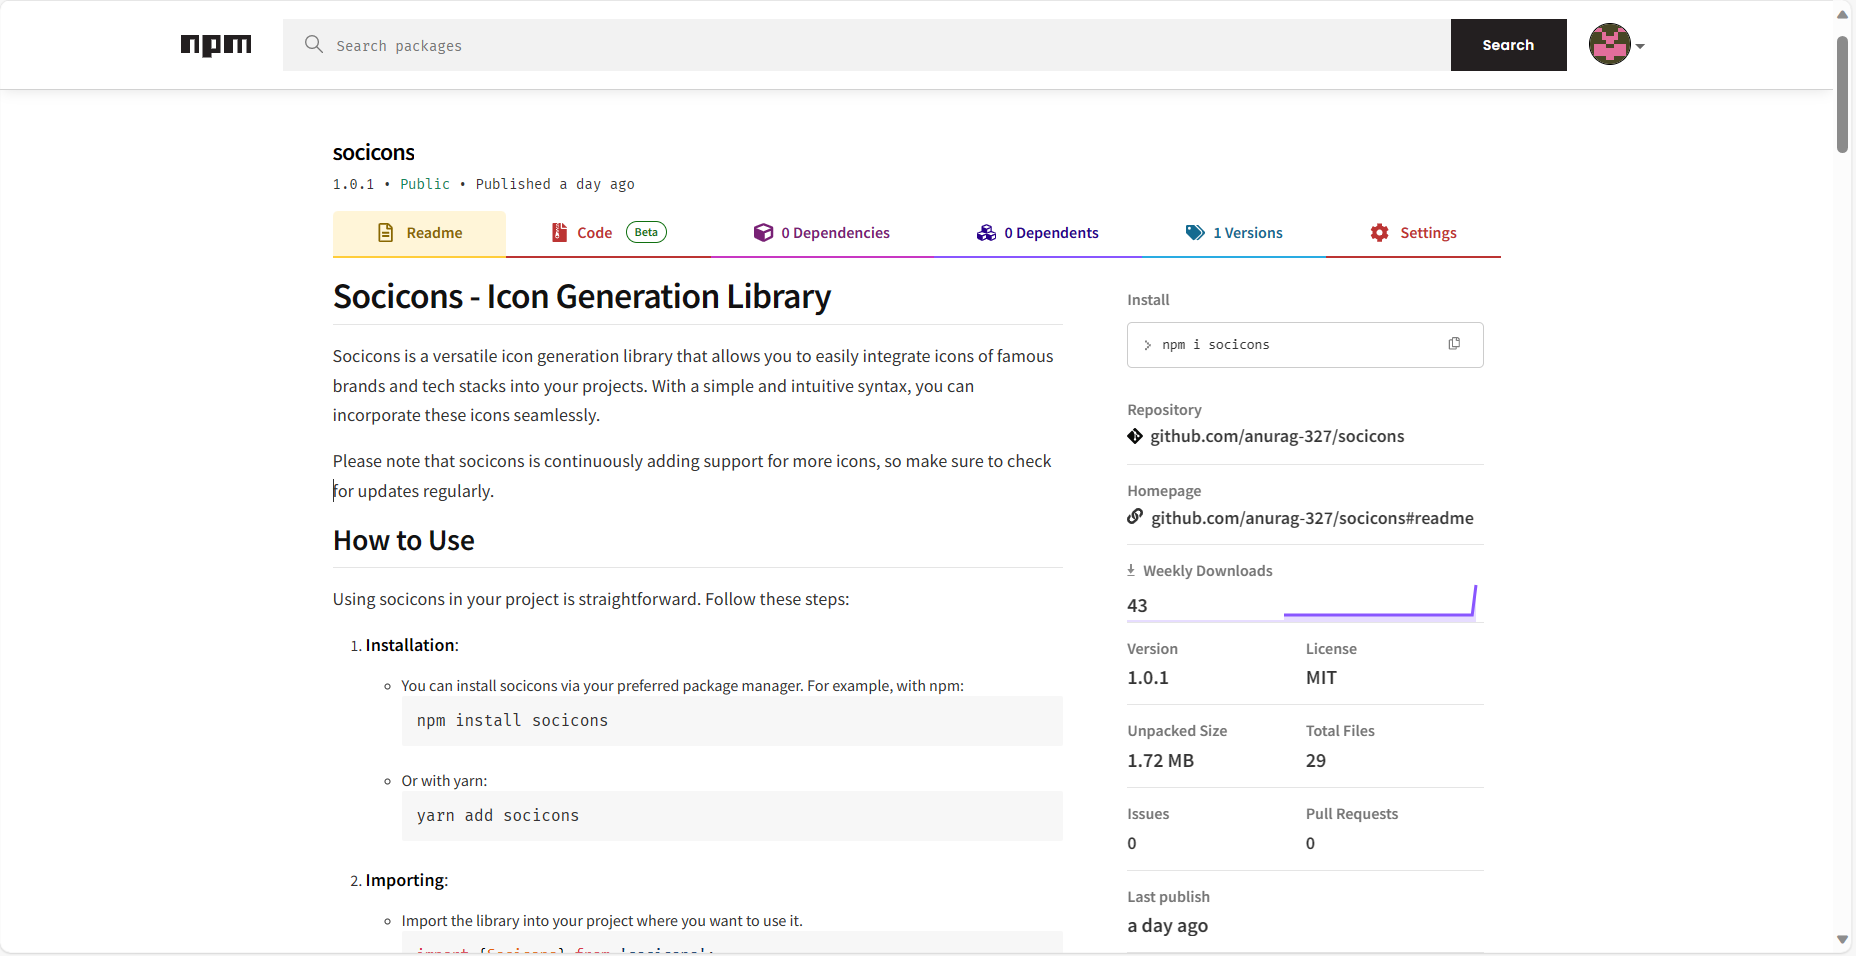 npm
Search packages
Search
socicons
1.0.1 • Public • Published a day ago
Readme
Code Beta
0 Dependencies
0 Dependents
1 Versions
Settings
Socicons - Icon Generation Library
Socicons is a versatile icon generation library that allows you to easily integrate icons of famous
brands and tech stacks into your projects. With a simple and intuitive syntax, you can
incorporate these icons seamlessly.
Please note that socicons is continuously adding support for more icons, so make sure to check
for updates regularly.
How to Use
Using socicons in your project is straightforward. Follow these steps:
1. Installation:
You can install socicons via your preferred package manager. For example, with npm:
npm install socicons
Or with yarn:
yarn add socicons
2. Importing:
Import the library into your project where you want to use it.
import {Socicons} from 'socicons';
Install
npm i socicons
Repository
github.com/anurag-327/socicons
Homepage
github.com/anurag-327/socicons#readme
Weekly Downloads
43
Version
License
1.0.1
MIT
Unpacked Size
Total Files
1.72 MB
29
Issues
Pull Requests
0
0
Last publish
a day ago